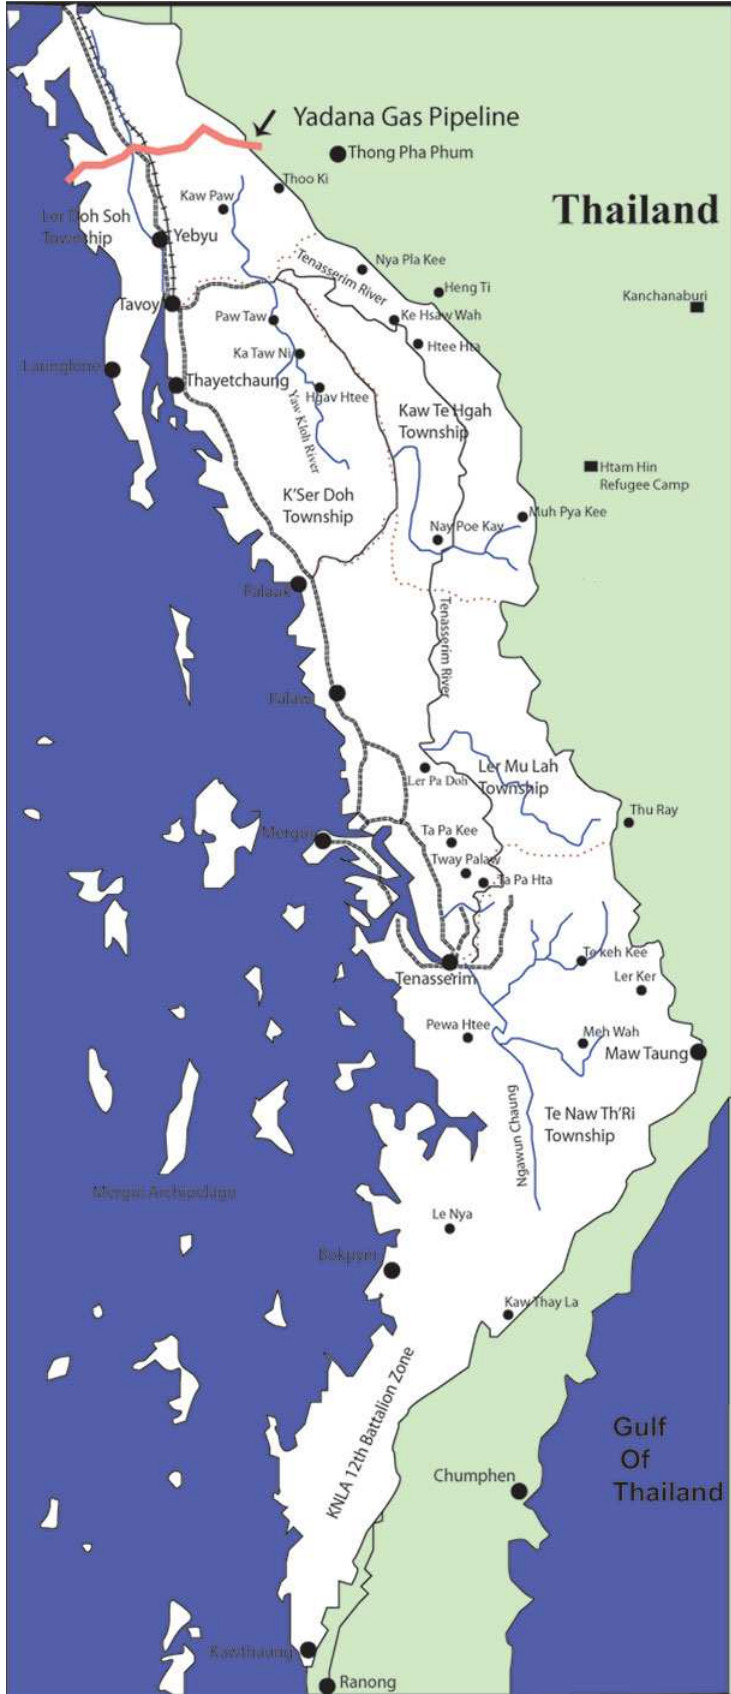 Yadana Gas Pipeline
Thong Pha Phum
Thoo Ki
Kaw Paw
Thailand
Ler Doh Soh
Township
Yebyu
Nya Pla Kee
Tenasserim River
Heng Ti
Kanchanaburi
Tavoy
Paw Taw
Ke Hsaw Wah
Htee Hta
Ka Taw Ni
Launglone
Thayetchaung
Hgav Htee
Yaw Kloh River
Kaw Te Hgah
Township
Htam Hin
Refugee Camp
K'Ser Doh
Township
Muh Pya Kee
Nay Poe Kay
Palauk
Tenasserim River
Palaw
Ler Mu Lah
Township
Ler Pa Doh
Thu Ray
Mergui
Ta Pa Kee
Tway Palaw
Ta Pa Hta
Te keh Kee
Tenasserim
Ler Ker
Pewa Htee
Meh Wah
Maw Taung
Ngawun Chaung
Te Naw Th'Ri
Township
Mergui Archipelago
Le Nya
Bokpyin
Kaw Thay La
KNLA 12th Battalion Zone
Gulf
Of
Thailand
Chumphen
Kawthaung
Ranong